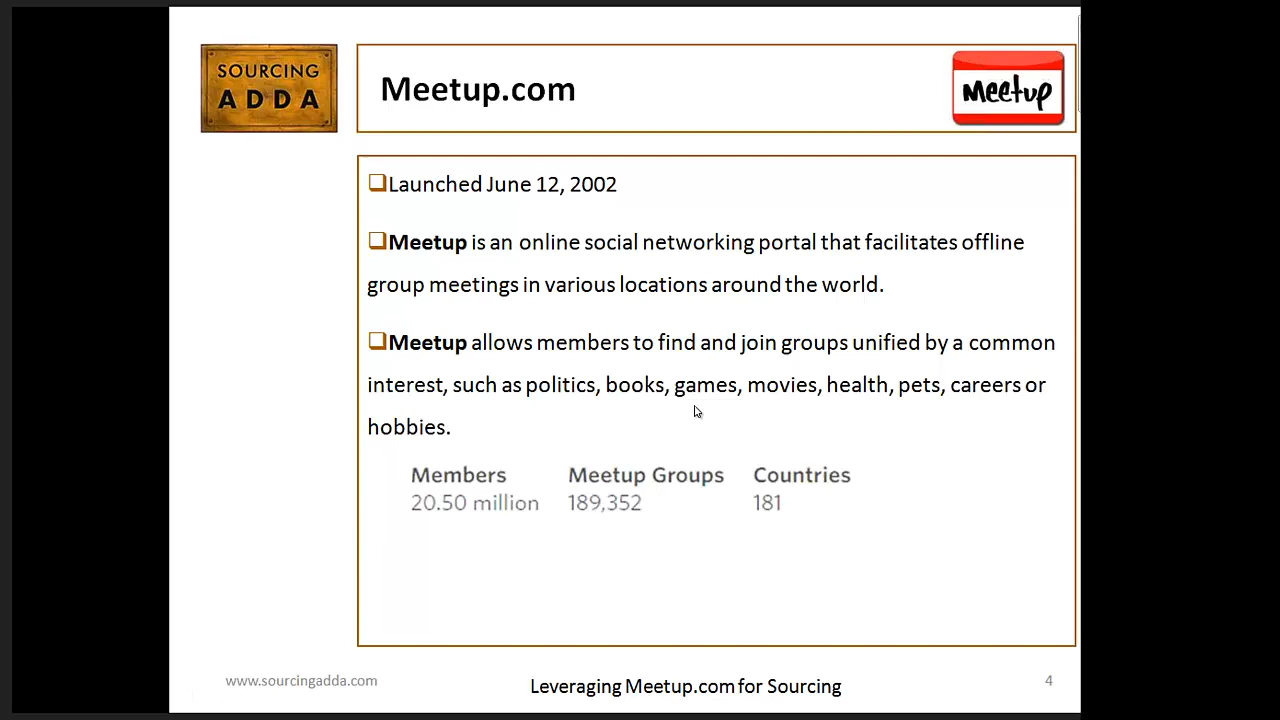 SOURCING
ADDA
Meetup.com
Meetup
Launched June 12, 2002
Meetup is an online social networking portal that facilitates offline
group meetings in various locations around the world.
Meetup allows members to find and join groups unified by a common
interest, such as politics, books, games, movies, health, pets, careers or
hobbies.
Members Meetup Groups Countries
20.50 million 189,352 181
www.sourcingadda.com
Leveraging Meetup.com for Sourcing
4